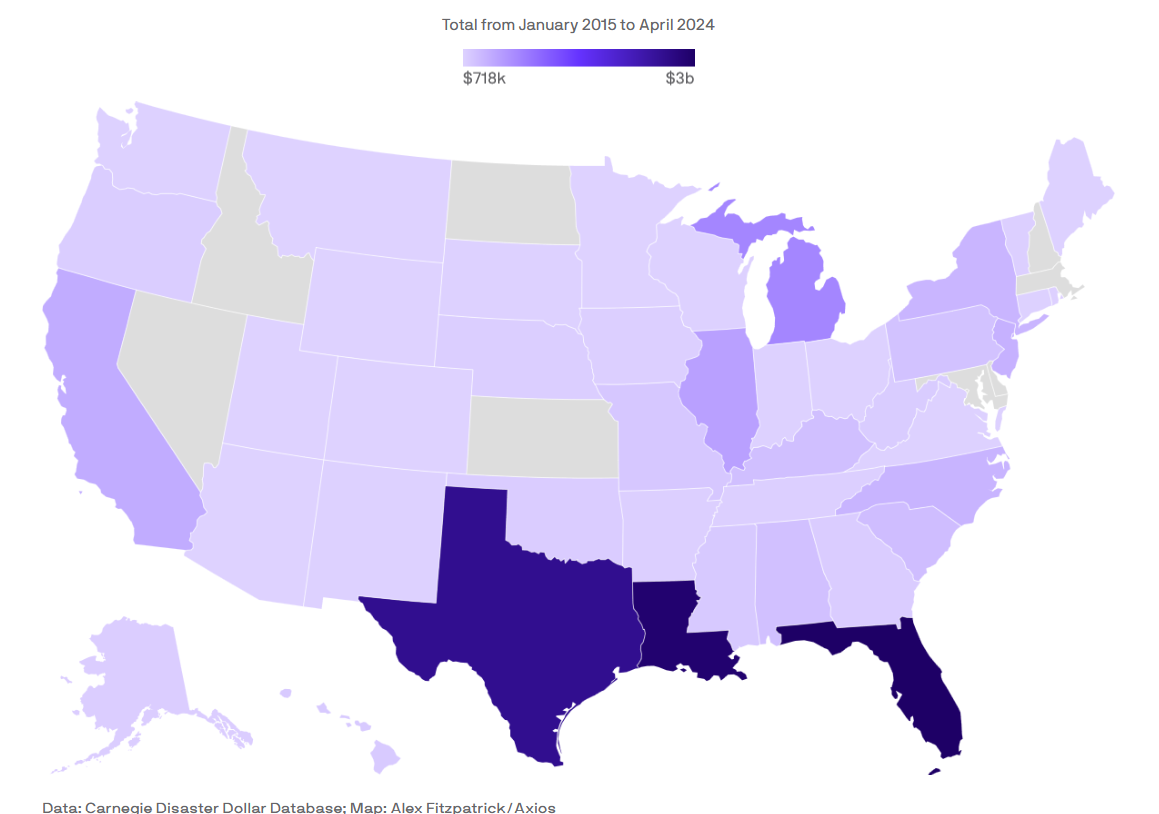 Total from January 2015 to April 2024
$718k $3b
Data: Carnegie Disaster Dollar Database; Map: Alex Fitzpatrick/Axios